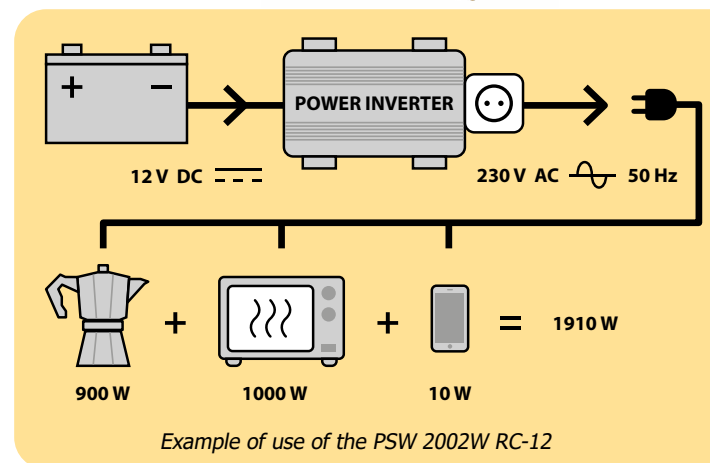 + −
POWER INVERTER
12 V DC
230 V AC 50 Hz
+ + = 1910 W
900 W 1000 W 10 W
Example of use of the PSW 2002W RC-12